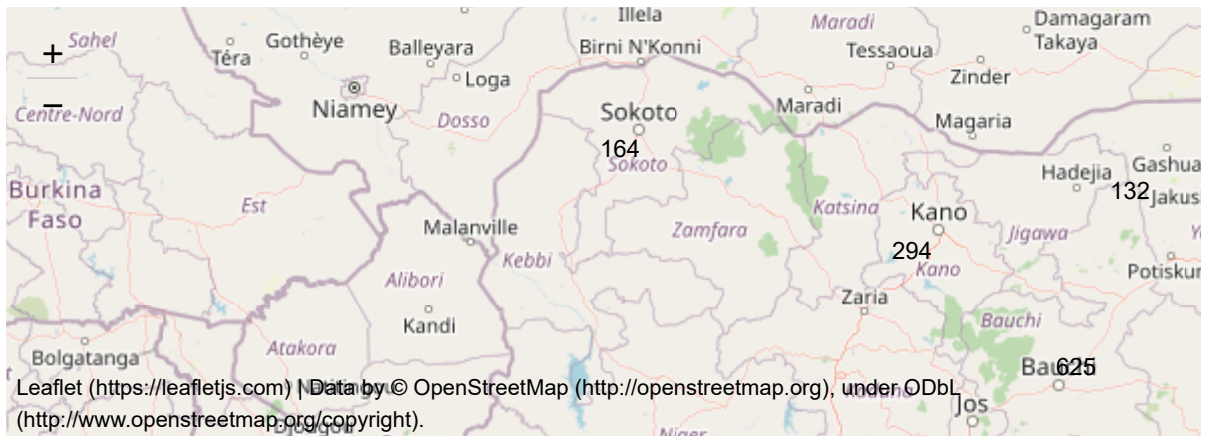 Illela
Maradi
Damagaram
Takaya
+
Sahel
Téra
Gothèye
Balleyara
Birni N'Konni
Tessaoua
Loga
Zinder
−
Centre-Nord
Niamey
Dosso
Sokoto
Maradi
Magaria
164
Sokoto
Hadejia
Gashua
132
Jakus
Burkina
Faso
Est
Malanville
Zamfara
Katsina
Kano
Jigawa
294
Kebbi
Kano
Potiskur
Alibori
Zaria
Kandi
Bauchi
Bolgatanga
Atakora
625
Leaflet (https://leafletjs.com) | Data by © OpenStreetMap (http://openstreetmap.org), under ODbL
(http://www.openstreetmap.org/copyright).
Jos
Djougou
Niger